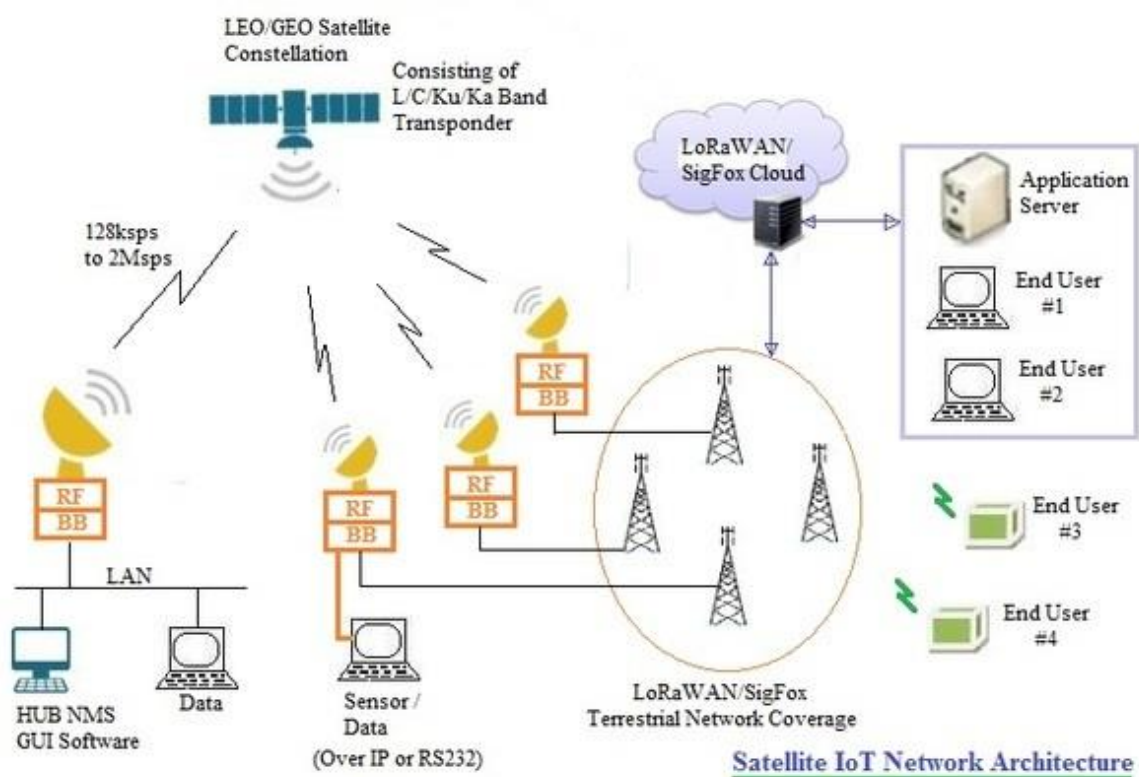 LEO/GEO Satellite
Constellation
Consisting of
L/C/Ku/Ka Band
Transponder
LoRaWAN/
SigFox Cloud
Application
Server
End User
#1
End User
#2
128ksps
to 2Msps
RF
BB
RF
BB
RF
BB
RF
BB
End User
#3
End User
#4
LAN
HUB NMS
GUI Software
Data
Sensor /
Data
(Over IP or RS232)
LoRaWAN/SigFox
Terrestrial Network Coverage
Satellite IoT Network Architecture